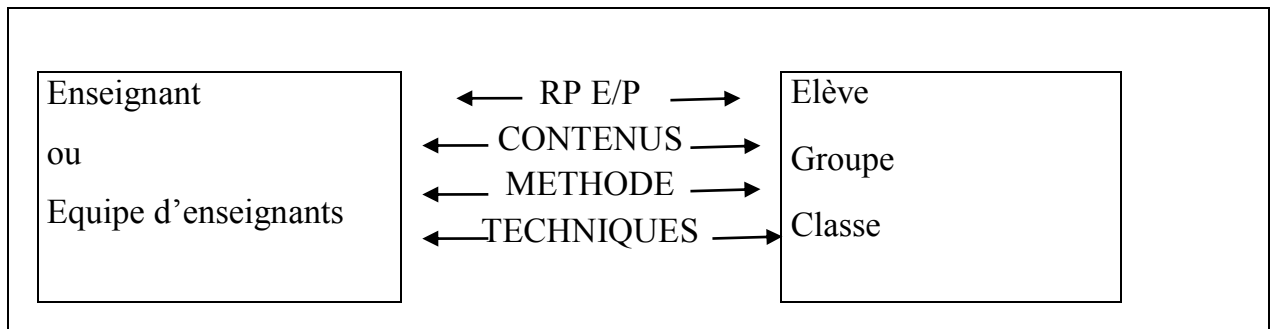 Enseignant
ou
Equipe d’enseignants
RP E/P
CONTENUS
METHODE
TECHNIQUES
Elève
Groupe
Classe